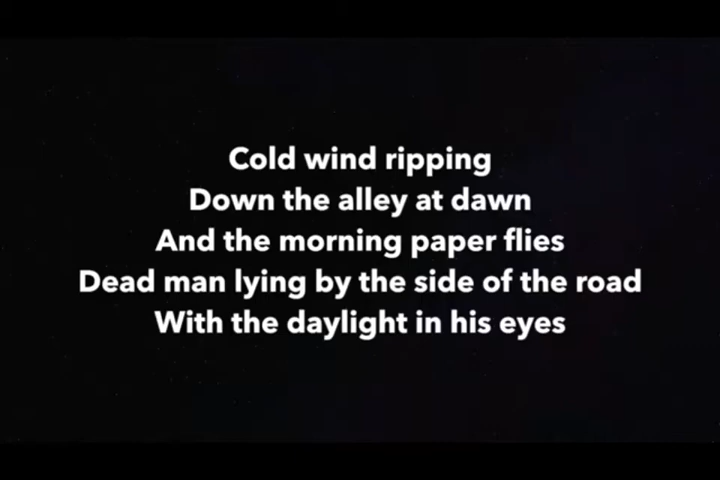 Cold wind ripping
Down the alley at dawn
And the morning paper flies
Dead man lying by the side of the road
With the daylight in his eyes